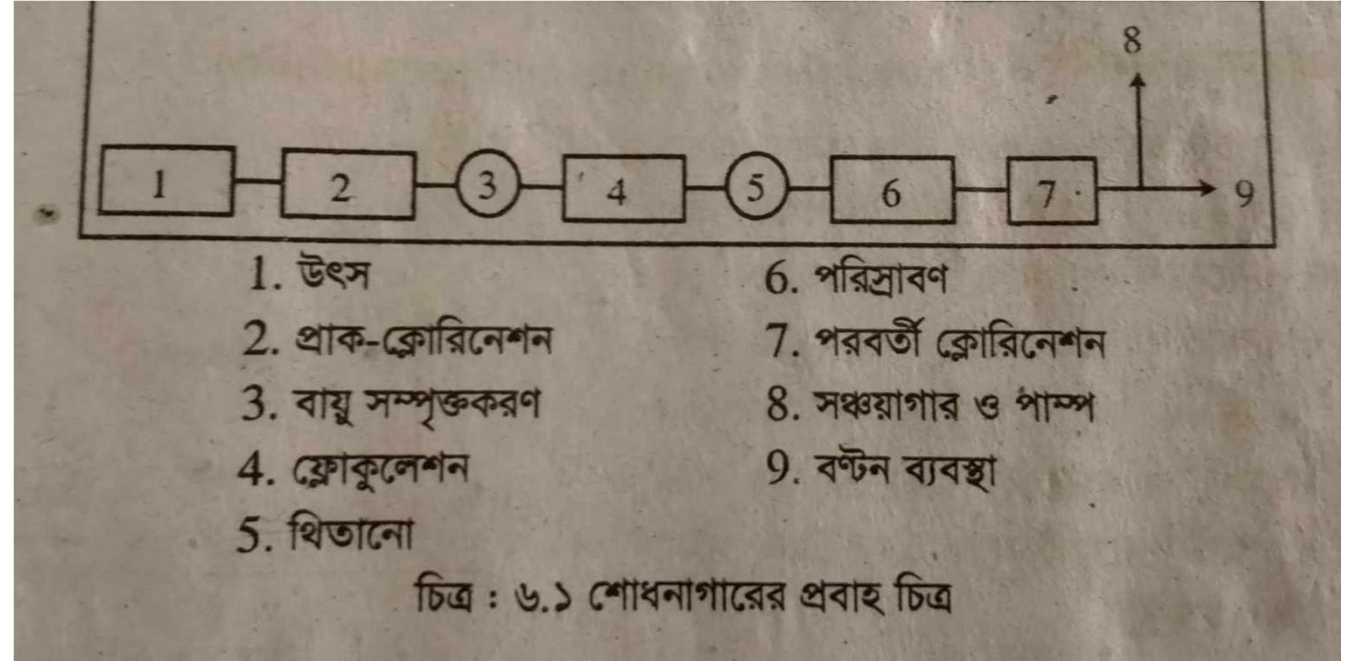 8
1 2 3 4 5 6 7 9
1. উৎস
2. প্রাক-ক্লোরিনেশন
3. বায়ূ সম্পৃক্তকরণ
4. ফ্লোকুলেশন
5. থিতানো
6. পরিস্রাবণ
7. পরবর্তী ক্লোরিনেশন
8. সঞ্চয়াগার ও পাম্প
9. বণ্টন ব্যবস্থা
চিত্র : ৬.১ শোধনাগারের প্রবাহ চিত্র